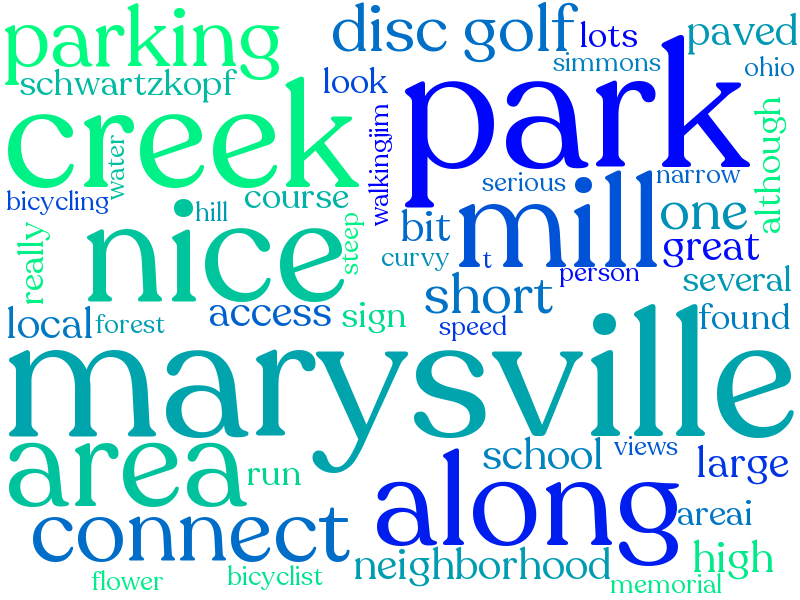 parking
disc golf
lots
paved
schwartzkopf
look
simmons
ohio
creek
park
water
walkingjim
although
bicycling
course
serious
narrow
hill
nice
steep
bit
mill
one
really
curvy
t
great
person
several
local
forest
access
sign
short
speed
found
marysville
area
run
school
views
large
along
connect
areai
neighborhood
high
flower
bicyclist
memorial